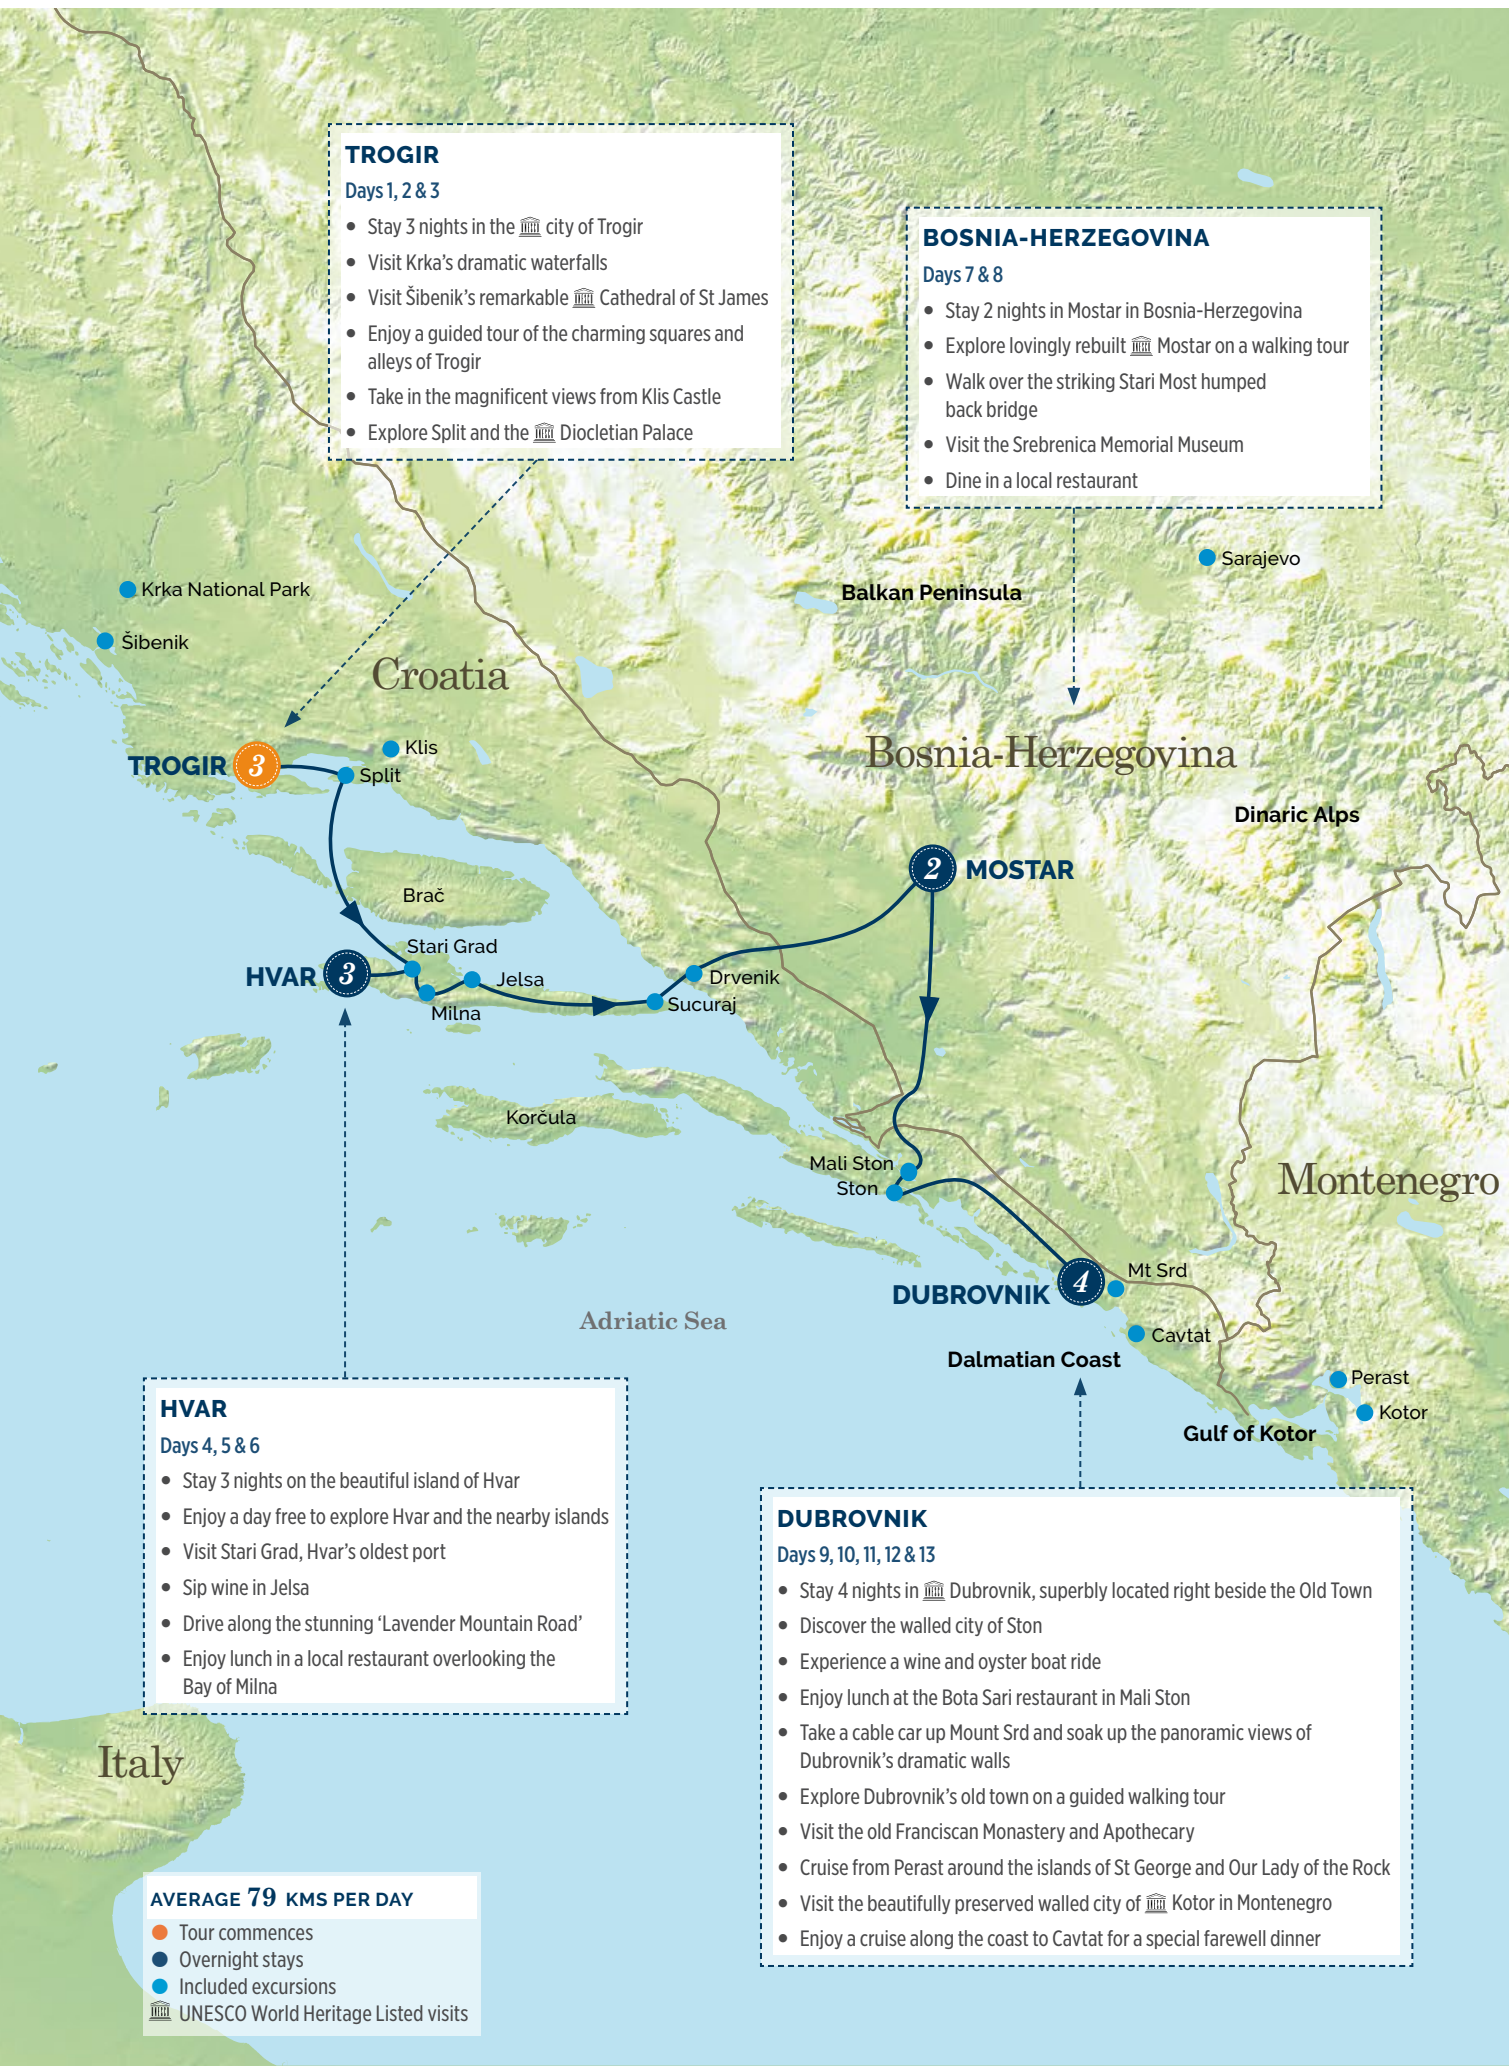 TROGIR
Days 1, 2 & 3
• Stay 3 nights in the city of Trogir
• Visit Krka's dramatic waterfalls
• Visit Šibenik's remarkable Cathedral of St James
• Enjoy a guided tour of the charming squares and
alleys of Trogir
• Take in the magnificent views from Klis Castle
• Explore Split and the Diocletian Palace
BOSNIA-HERZEGOVINA
Days 7 & 8
• Stay 2 nights in Mostar in Bosnia-Herzegovina
• Explore lovingly rebuilt Mostar on a walking tour
• Walk over the striking Stari Most humped
back bridge
• Visit the Srebrenica Memorial Museum
• Dine in a local restaurant
Sarajevo
Krka National Park
Balkan Peninsula
Šibenik
Croatia
Klis
Bosnia-Herzegovina
TROGIR 3
Split
Dinaric Alps
2 MOSTAR
Brač
Stari Grad
HVAR 3
Jelsa
Drvenik
Milna
Sucuraj
Korčula
Mali Ston
Ston
Montenegro
Mt Srd
DUBROVNIK 4
Adriatic Sea
Cavtat
Dalmatian Coast
Perast
Kotor
Gulf of Kotor
HVAR
Days 4, 5 & 6
• Stay 3 nights on the beautiful island of Hvar
• Enjoy a day free to explore Hvar and the nearby islands
• Visit Stari Grad, Hvar's oldest port
• Sip wine in Jelsa
• Drive along the stunning ‘Lavender Mountain Road’
• Enjoy lunch in a local restaurant overlooking the
Bay of Milna
DUBROVNIK
Days 9, 10, 11, 12 & 13
• Stay 4 nights in Dubrovnik, superbly located right beside the Old Town
• Discover the walled city of Ston
• Experience a wine and oyster boat ride
• Enjoy lunch at the Bota Sari restaurant in Mali Ston
• Take a cable car up Mount Srd and soak up the panoramic views of
Dubrovnik's dramatic walls
• Explore Dubrovnik's old town on a guided walking tour
• Visit the old Franciscan Monastery and Apothecary
• Cruise from Perast around the islands of St George and Our Lady of the Rock
• Visit the beautifully preserved walled city of Kotor in Montenegro
• Enjoy a cruise along the coast to Cavtat for a special farewell dinner
Italy
AVERAGE 79 KMS PER DAY
Tour commences
Overnight stays
Included excursions
UNESCO World Heritage Listed visits